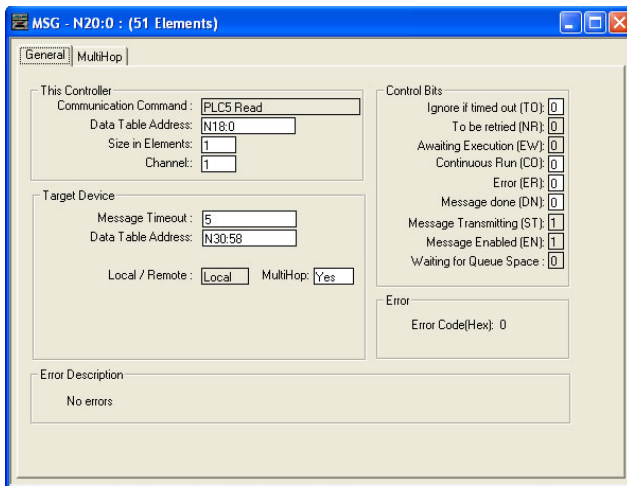 MSG - N20:0 : (51 Elements)
General MultiHop
This Controller
Communication Command : PLC5 Read
Data Table Address: N18:0
Size in Elements: 1
Channel:: 1
Target Device
Message Timeout : 5
Data Table Address: N30:58
Local / Remote : Local MultiHop: Yes
Control Bits
Ignore if timed out (TO): 0
To be retried (NR): 0
Awaiting Execution (EW): 0
Continuous Run (CO): 0
Error (ER): 0
Message done (DN): 0
Message Transmitting (ST): 1
Message Enabled (EN): 1
Waiting for Queue Space : 0
Error
Error Code(Hex): 0
Error Description
No errors